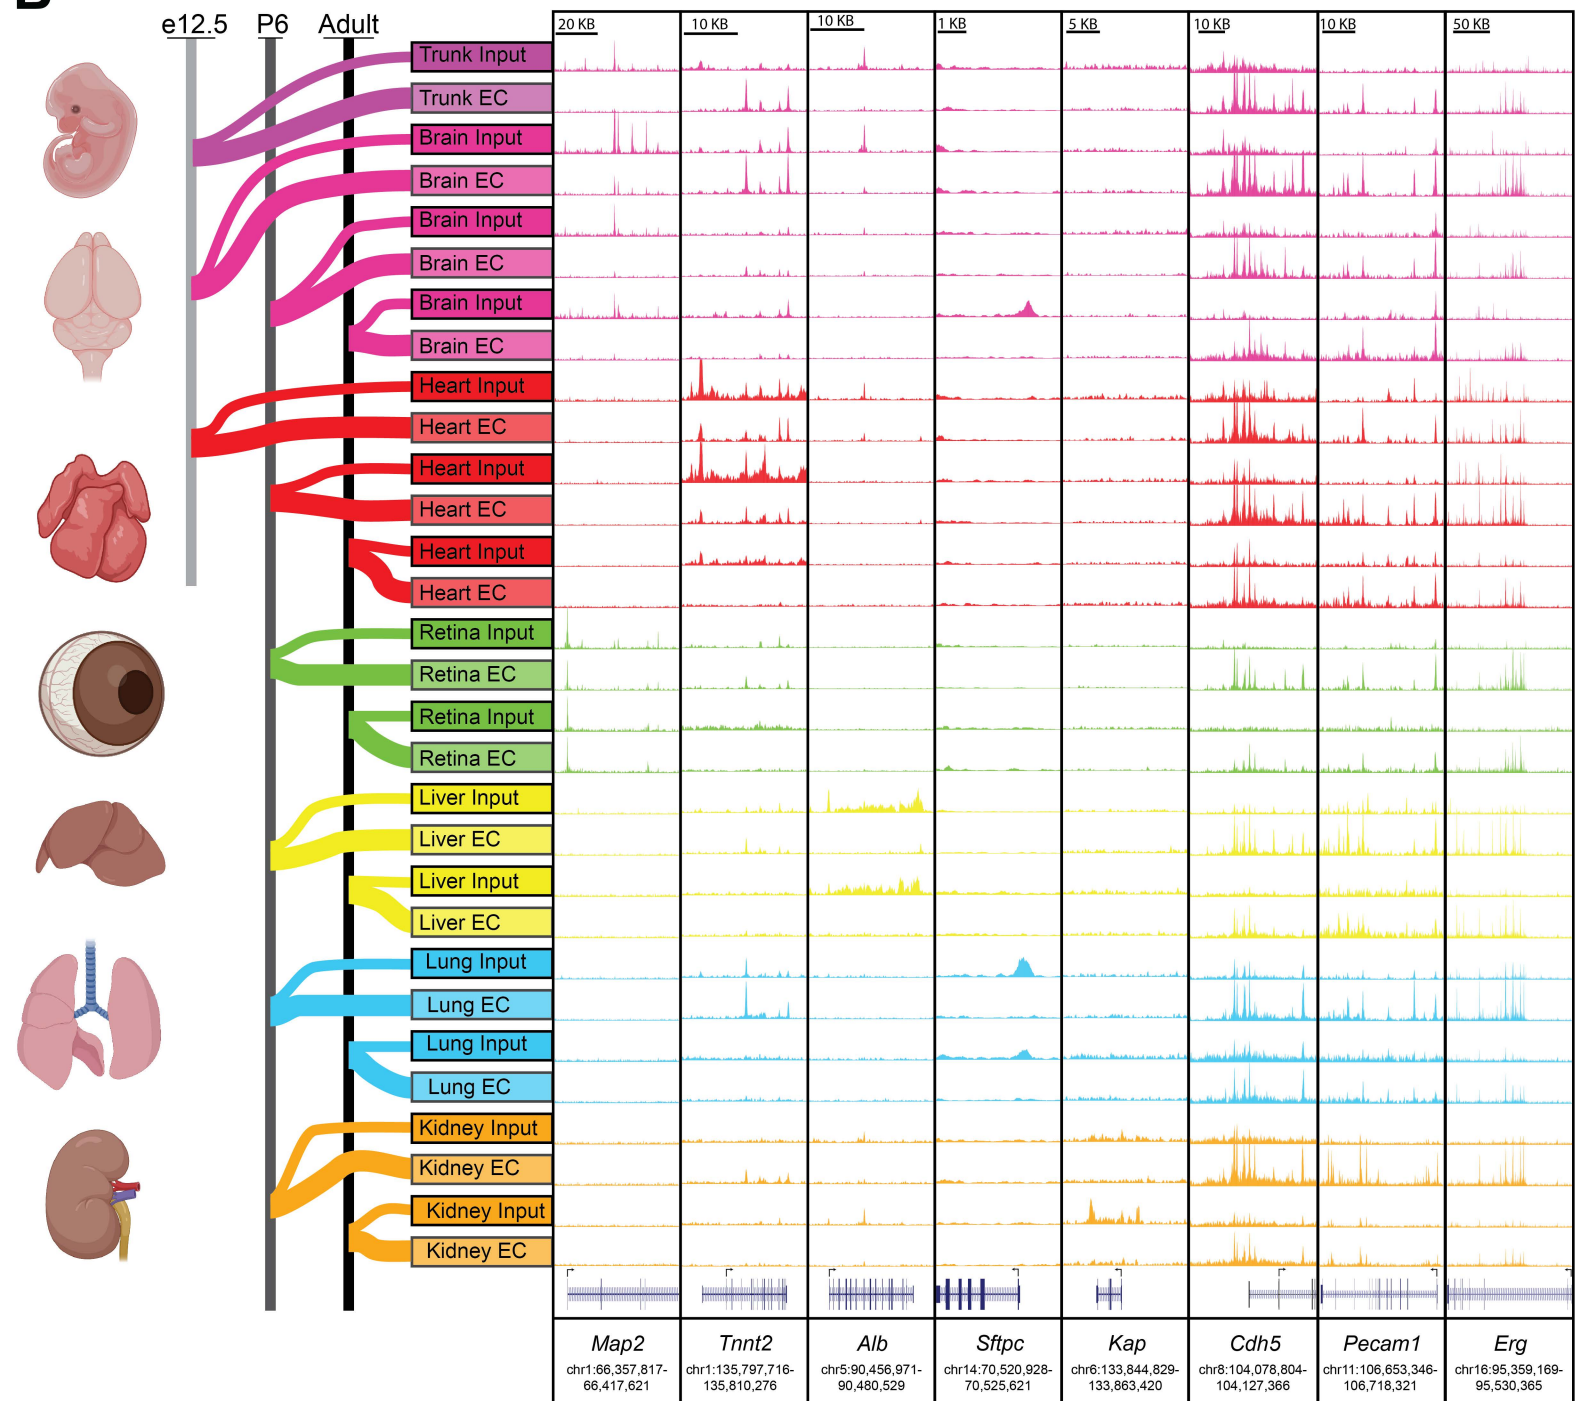 e12.5 P6 Adult
20 KB 10 KB 10 KB 1 KB 5 KB 10 KB 10 KB 50 KB
Trunk Input
Trunk EC
Brain Input
Brain EC
Brain Input
Brain EC
Brain Input
Brain EC
Heart Input
Heart EC
Heart Input
Heart EC
Heart Input
Heart EC
Retina Input
Retina EC
Retina Input
Retina EC
Liver Input
Liver EC
Liver Input
Liver EC
Lung Input
Lung EC
Lung Input
Lung EC
Kidney Input
Kidney EC
Kidney Input
Kidney EC
Map2 Tnnt2 Alb Sftpc Kap Cdh5 Pecam1 Erg
chr1:66,357,817- chr1:135,797,716- chr5:90,456,971- chr14:70,520,928- chr6:133,844,829- chr8:104,078,804- chr11:106,653,346- chr16:95,359,169-
66,417,621 135,810,276 90,480,529 70,525,621 133,863,420 104,127,366 106,718,321 95,530,365